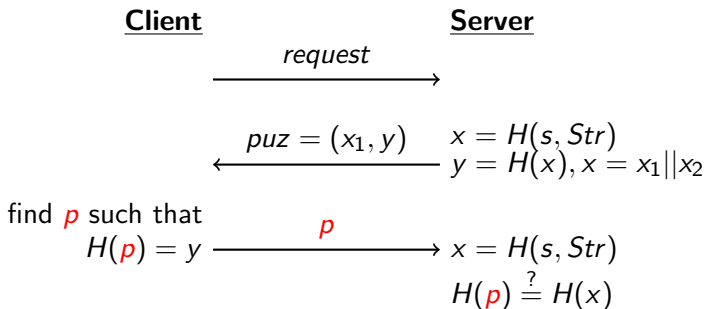 Client Server
request
puz = (x₁, y) x = H(s, Str)
y = H(x), x = x₁||x₂
find p such that
H(p) = y p x = H(s, Str)
H(p) ≟ H(x)